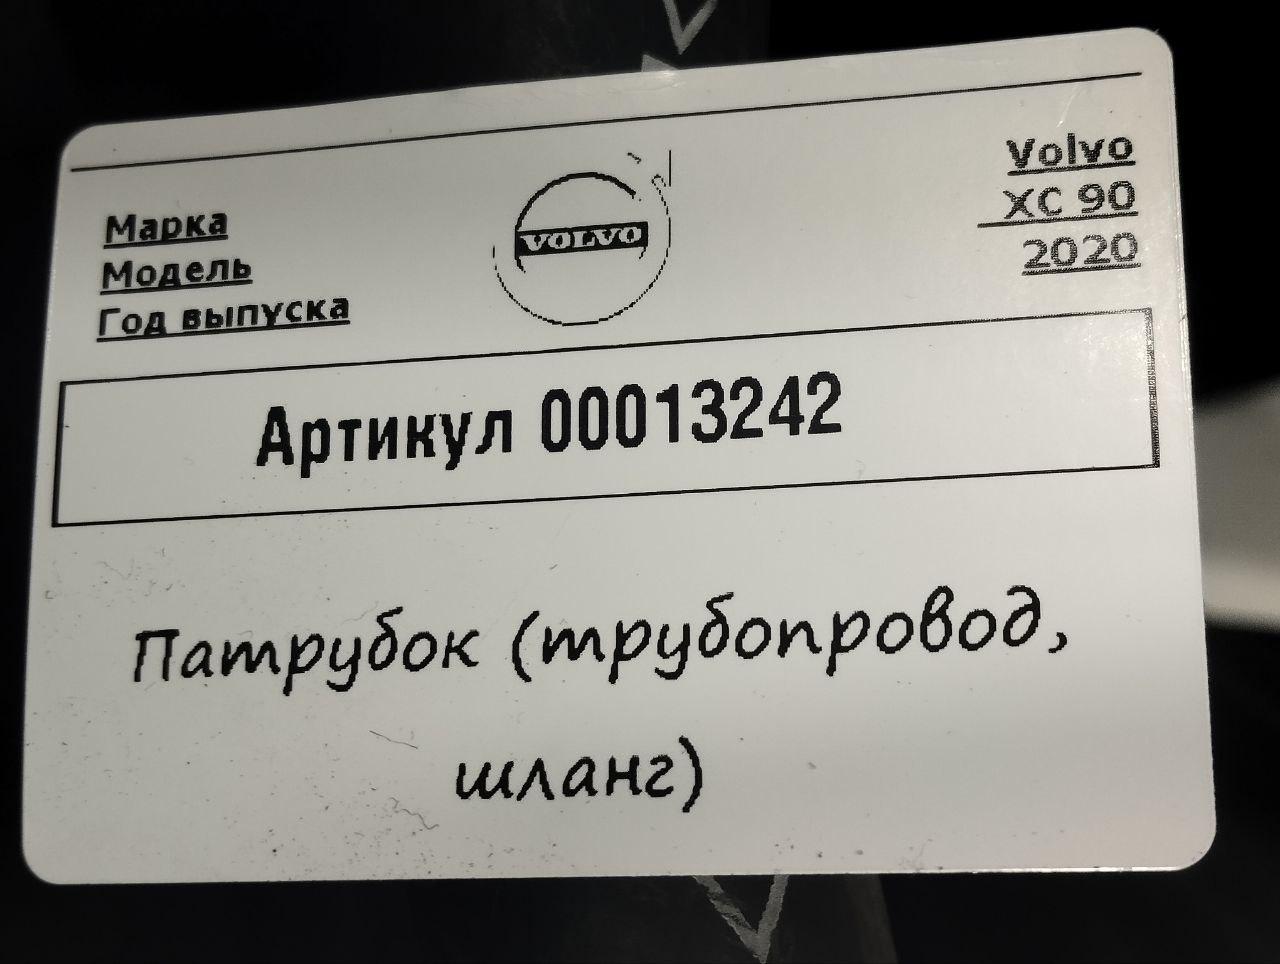 Марка
Модель
Год выпуска
VOLVO
Volvo
XC 90
2020
Артикул 00013242
Патрубок (трубопровод,
шланг)